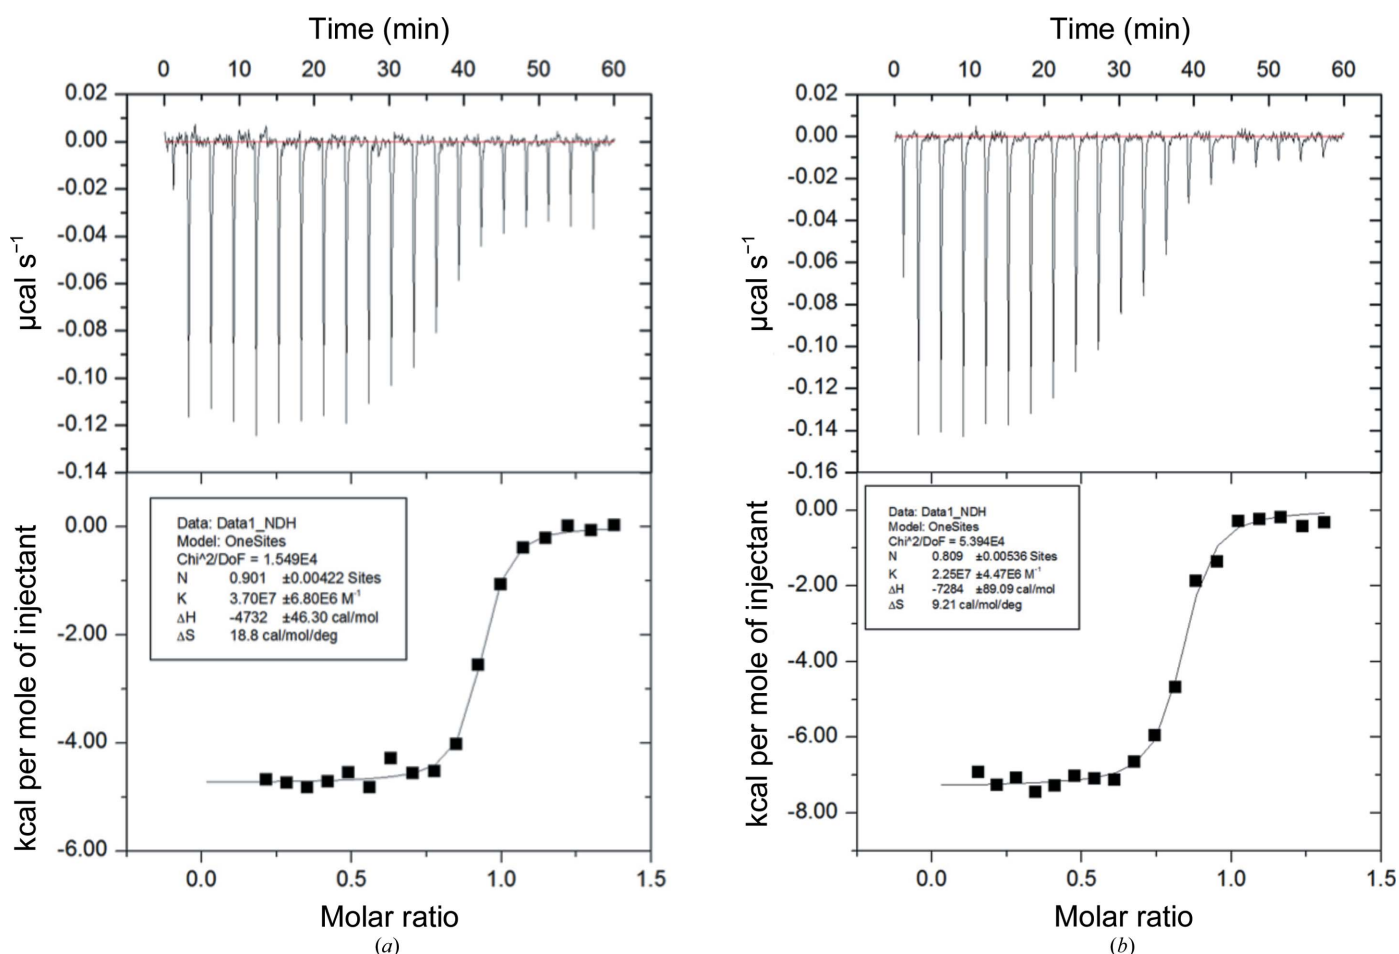 Time (min)
0 10 20 30 40 50 60
0.02
0.00
-0.02
-0.04
-0.06
-0.08
-0.10
-0.12
-0.14
µcal s⁻¹
0.00
-2.00
-4.00
-6.00
kcal per mole of injectant
Data: Data1_NDH
Model: OneSites
Chi^2/DoF = 1.549E4
N 0.901 ±0.00422 Sites
K 3.70E7 ±6.80E6 M⁻¹
ΔH -4732 ±46.30 cal/mol
ΔS 18.8 cal/mol/deg
0.0 0.5 1.0 1.5
Molar ratio
(a)
Time (min)
0 10 20 30 40 50 60
0.02
0.00
-0.02
-0.04
-0.06
-0.08
-0.10
-0.12
-0.14
-0.16
µcal s⁻¹
0.00
-2.00
-4.00
-6.00
-8.00
kcal per mole of injectant
Data: Data1_NDH
Model: OneSites
Chi^2/DoF = 5.394E4
N 0.809 ±0.00536 Sites
K 2.25E7 ±4.47E6 M⁻¹
ΔH -7284 ±89.09 cal/mol
ΔS 9.21 cal/mol/deg
0.0 0.5 1.0 1.5
Molar ratio
(b)